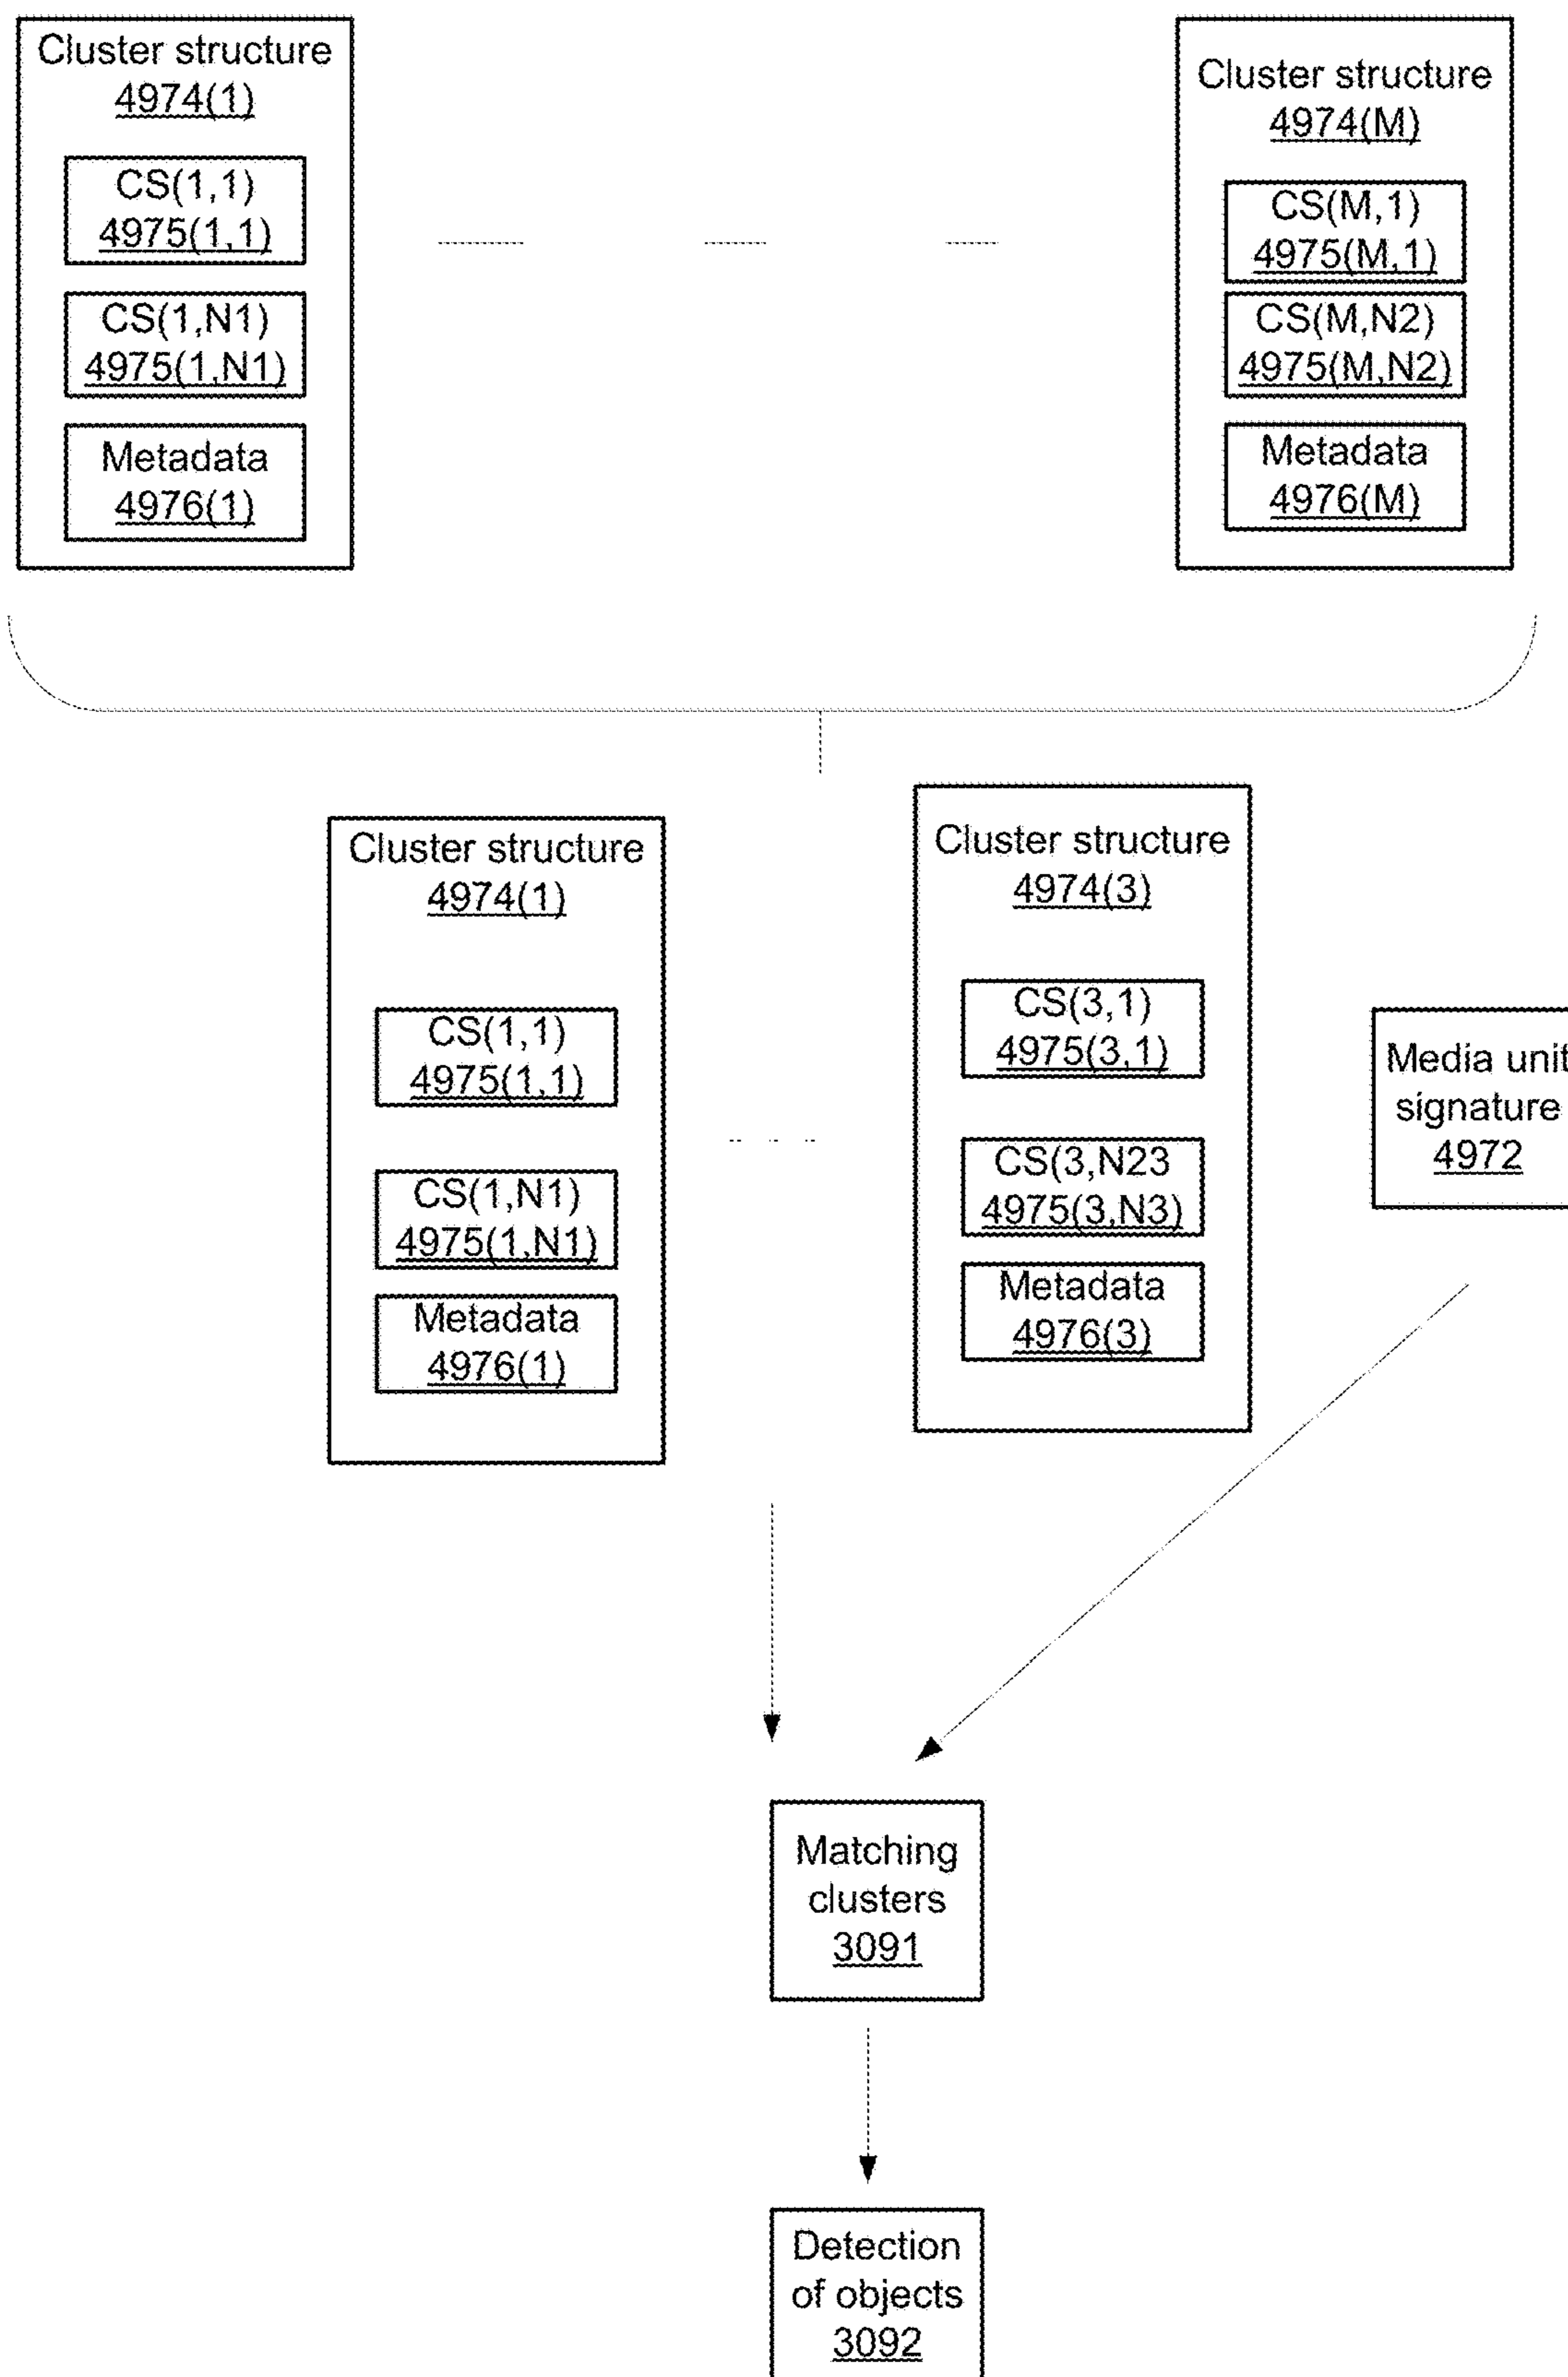 Cluster structure
4974(1)
CS(1,1)
4975(1,1)
CS(1,N1)
4975(1,N1)
Metadata
4976(1)
Cluster structure
4974(M)
CS(M,1)
4975(M,1)
CS(M,N2)
4975(M,N2)
Metadata
4976(M)
Cluster structure
4974(1)
CS(1,1)
4975(1,1)
CS(1,N1)
4975(1,N1)
Metadata
4976(1)
Cluster structure
4974(3)
CS(3,1)
4975(3,1)
CS(3,N23
4975(3,N3)
Metadata
4976(3)
Media unit
signature
4972
Matching
clusters
3091
Detection
of objects
3092